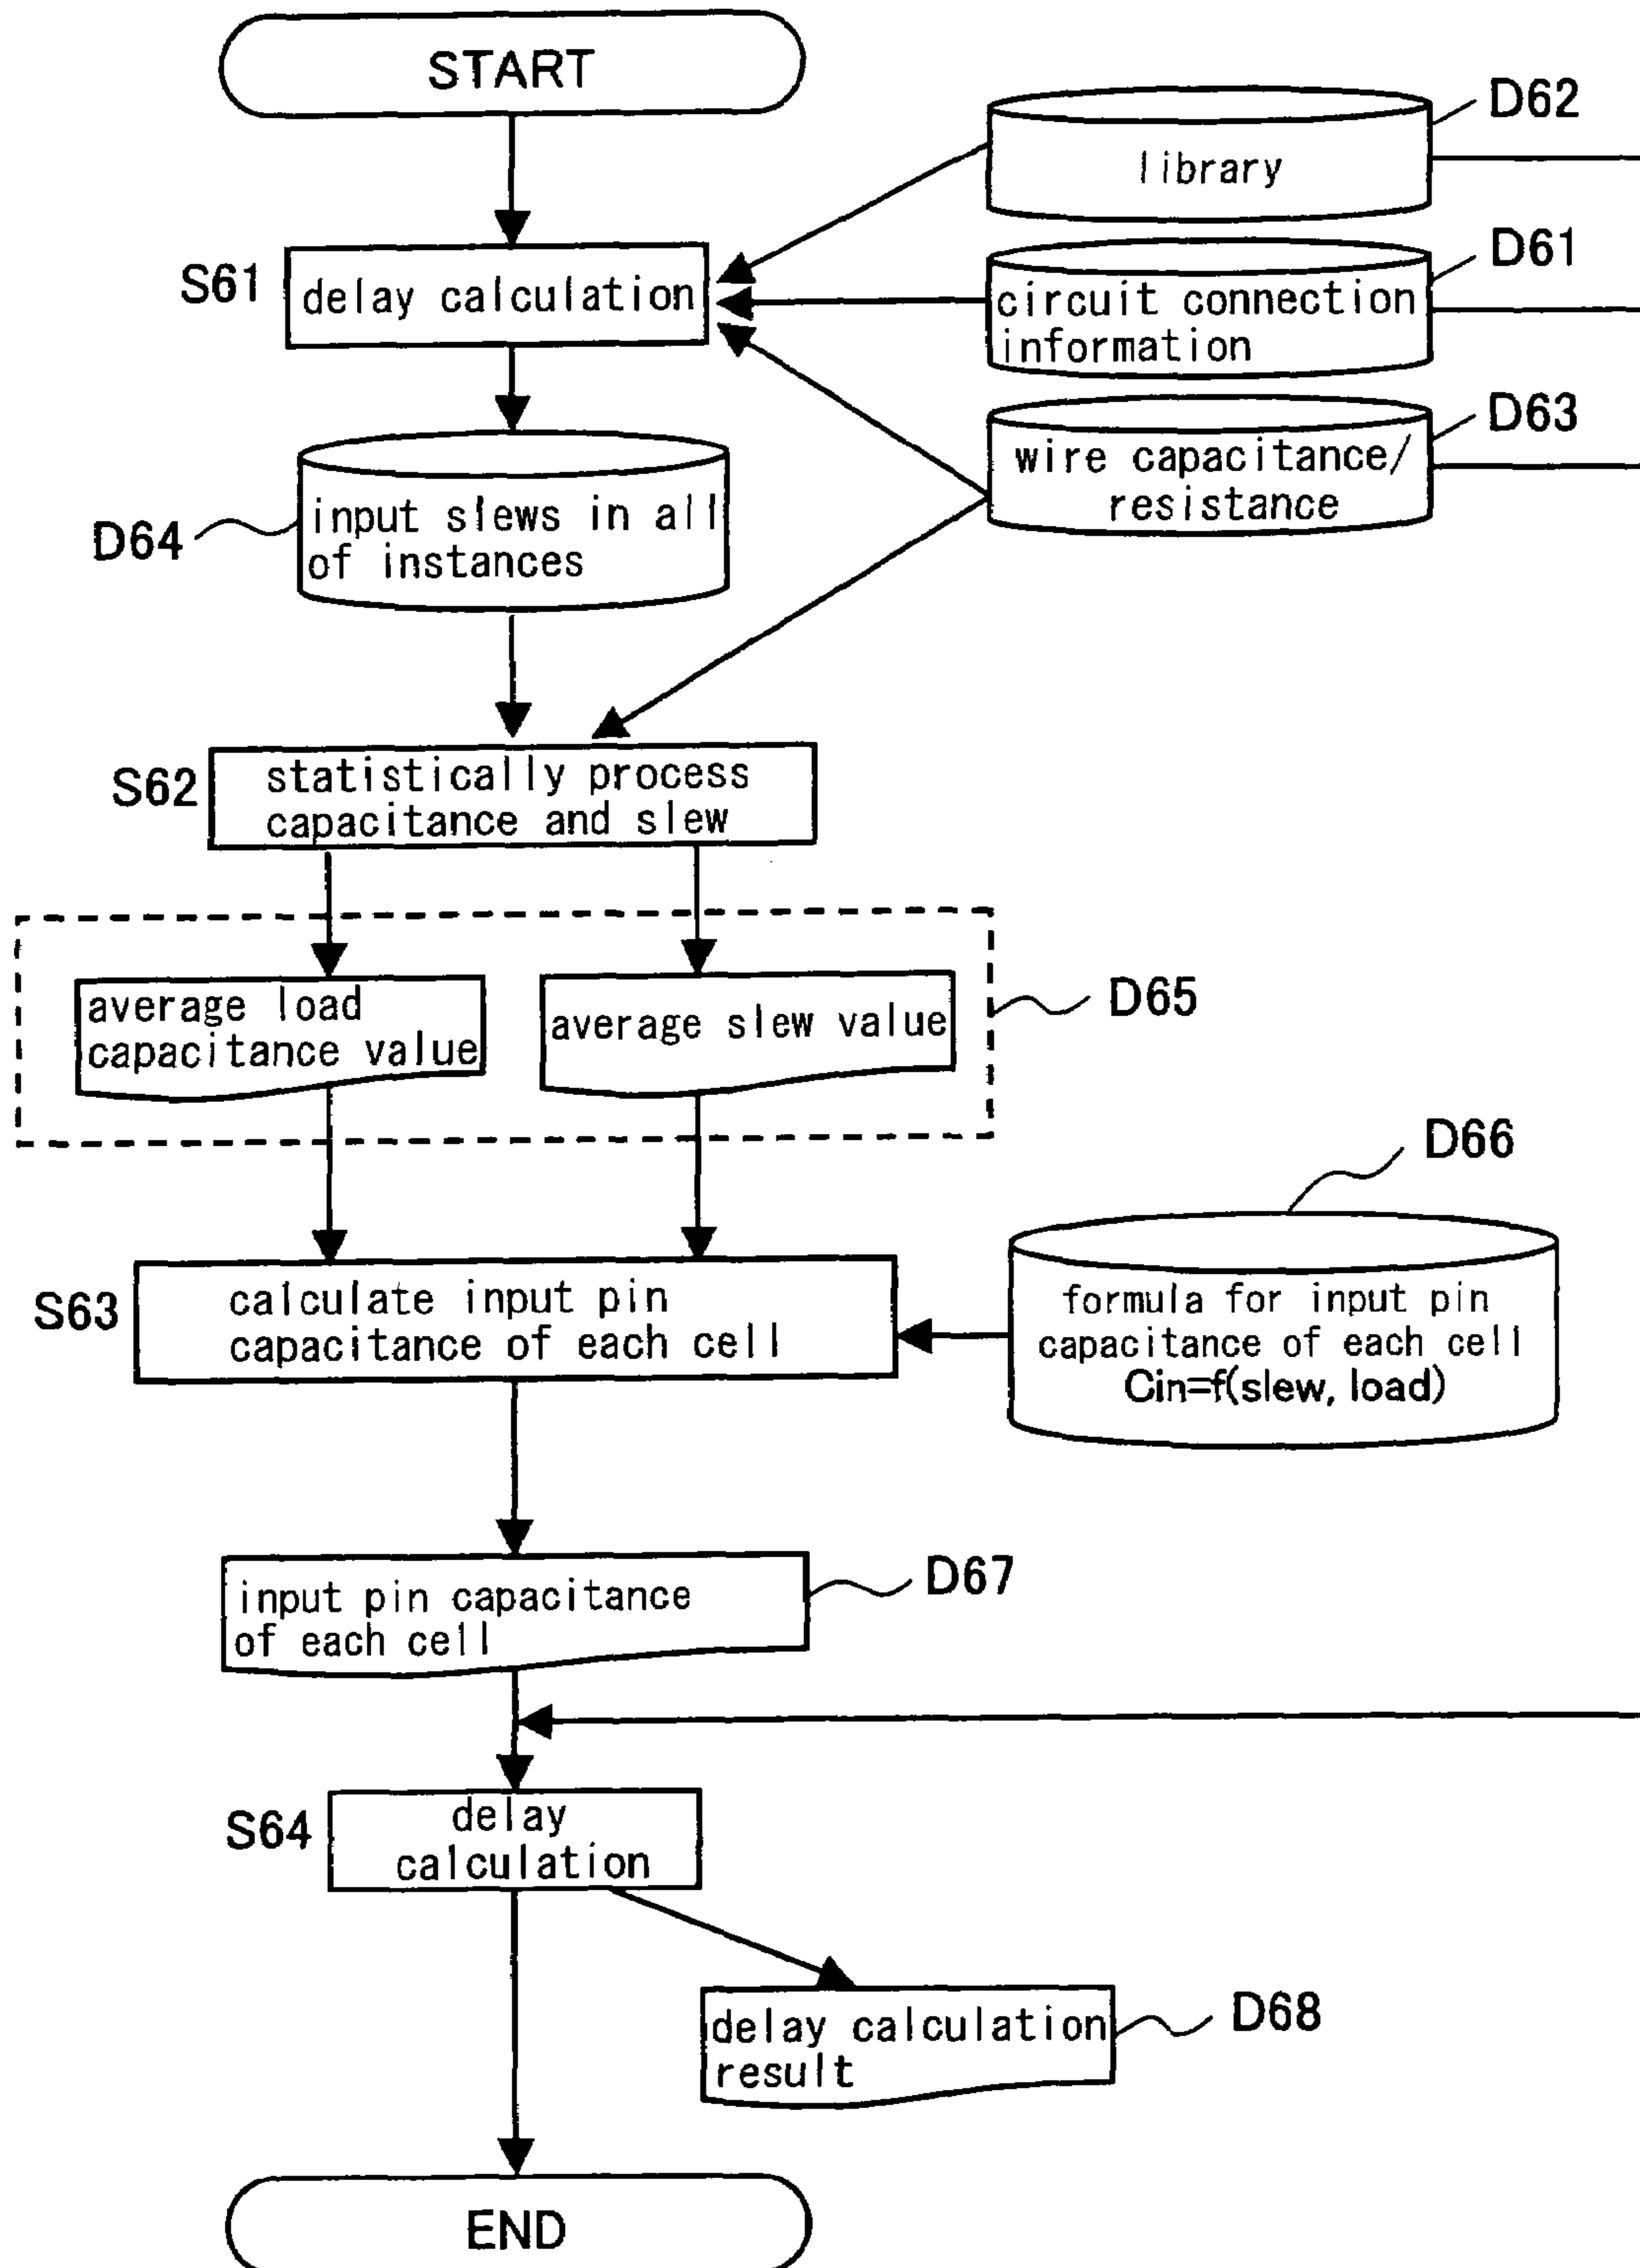 START
D62
library
D61
S61
delay calculation
circuit connection
information
D63
wire capacitance/
resistance
D64
input slews in all
of instances
S62
statistically process
capacitance and slew
average load
capacitance value
average slew value
D65
D66
S63
calculate input pin
capacitance of each cell
formula for input pin
capacitance of each cell
Cin=f(slew, load)
D67
input pin capacitance
of each cell
S64
delay
calculation
D68
delay calculation
result
END